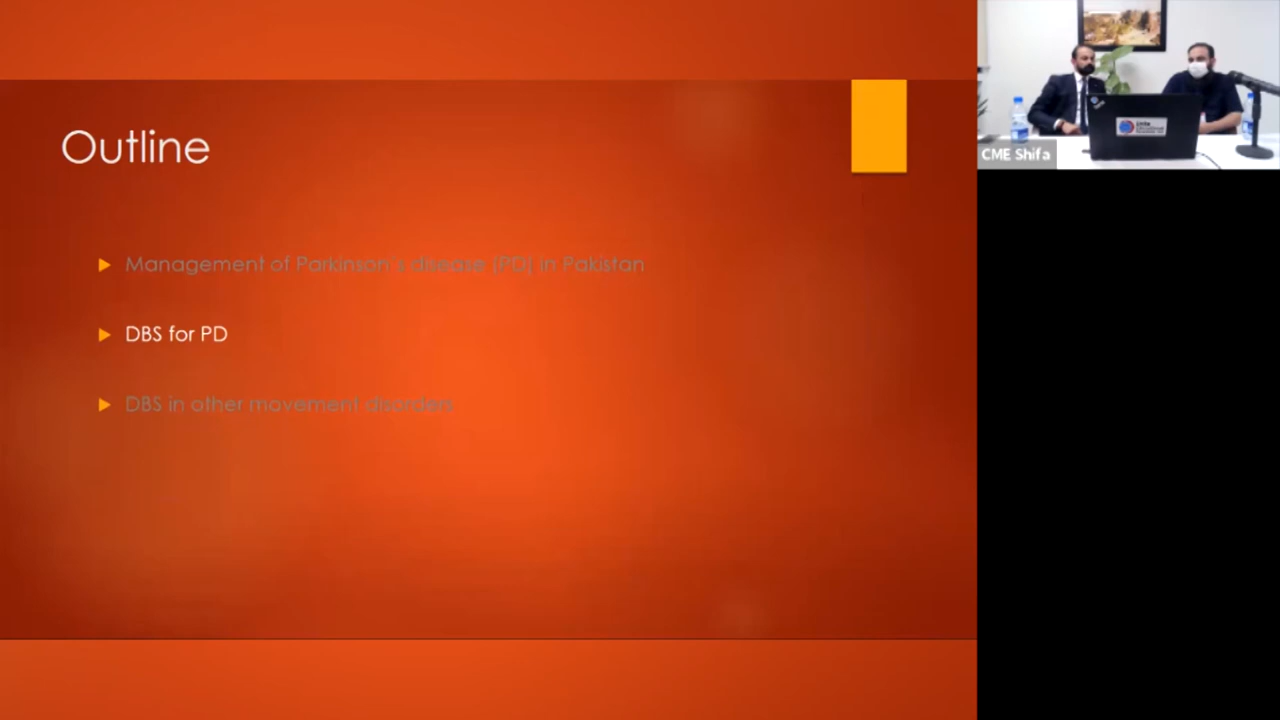 Outline
Management of Parkinson's disease (PD) in Pakistan
DBS for PD
DBS in other movement disorders
CME Shifa